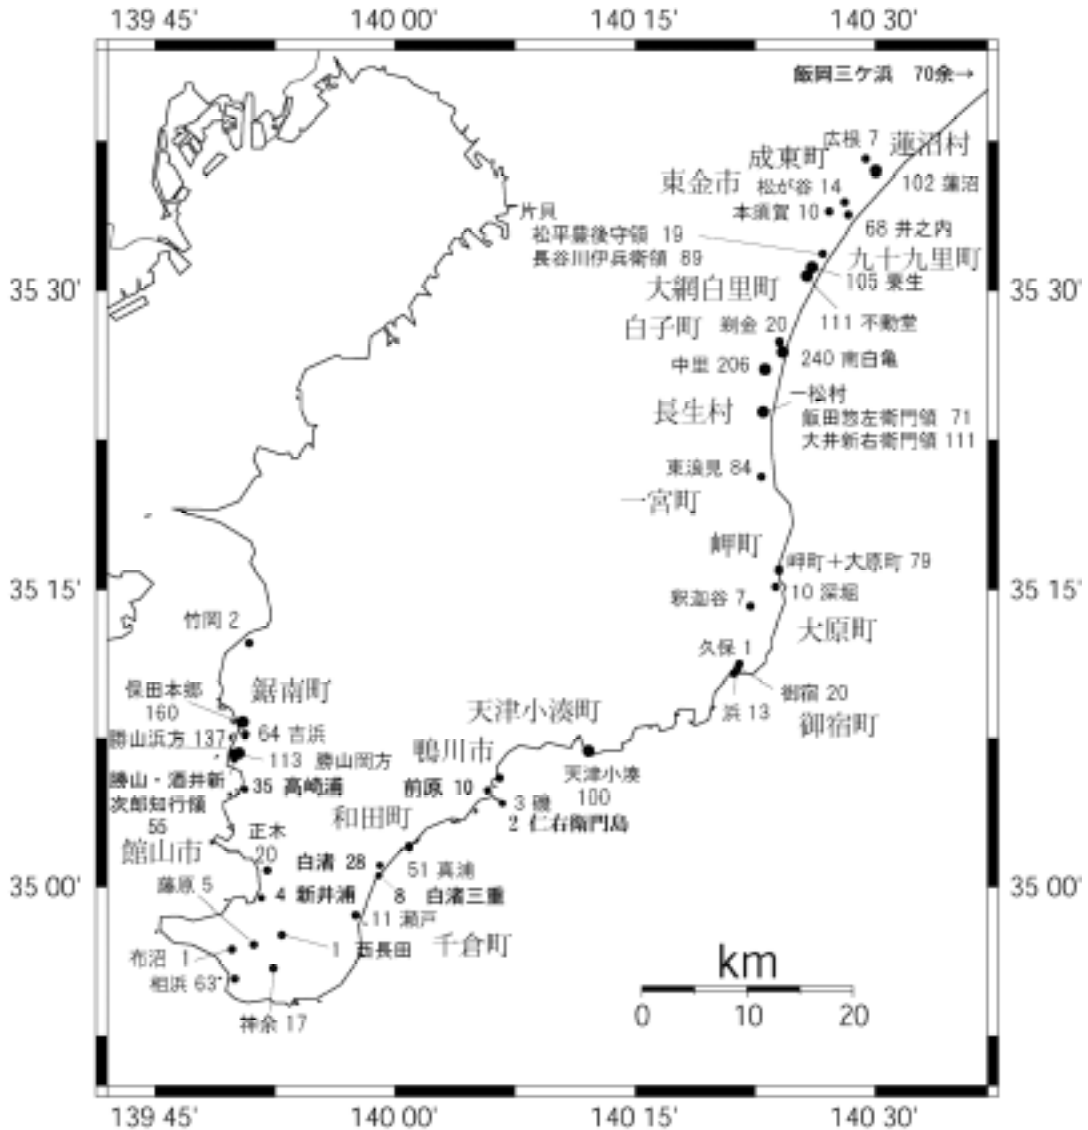 139 45' 140 00' 140 15' 140 30'
飯岡三ケ浜 70余→
広根 7 蓮沼村
成東町
東金市 松が谷 14 102 蓮沼
片貝 本須賀 10
松平豊後守領 19 68 井之内
長谷川伊兵衛領 89 九十九里町
35 30' 大網白里町 105 粟生 35 30'
白子町 剃金 20 111 不動堂
中里 206 240 南白亀
長生村 一松村
飯田惣左衛門領 71
大井新右衛門領 111
東浪見 84
一宮町
岬町 岬町+大原町 79
35 15' 釈迦谷 7 10 深堀 35 15'
竹岡 2 大原町
久保 1
保田本郷 鋸南町 御宿 20
160 天津小湊町 浜 13 御宿町
勝山浜方 137 64 吉浜 鴨川市
113 勝山岡方 天津小湊
勝山・酒井新 35 高崎浦 前原 10 100
次郎知行領 和田町 3 磯
55 正木 2 仁右衛門島
館山市 20 白渚 28 51 真浦
35 00' 藤原 5 4 新井浦 8 白渚三重 35 00'
11 瀬戸
布沼 1 1 西長田 千倉町
相浜 63 km
神余 17 0 10 20
139 45' 140 00' 140 15' 140 30'